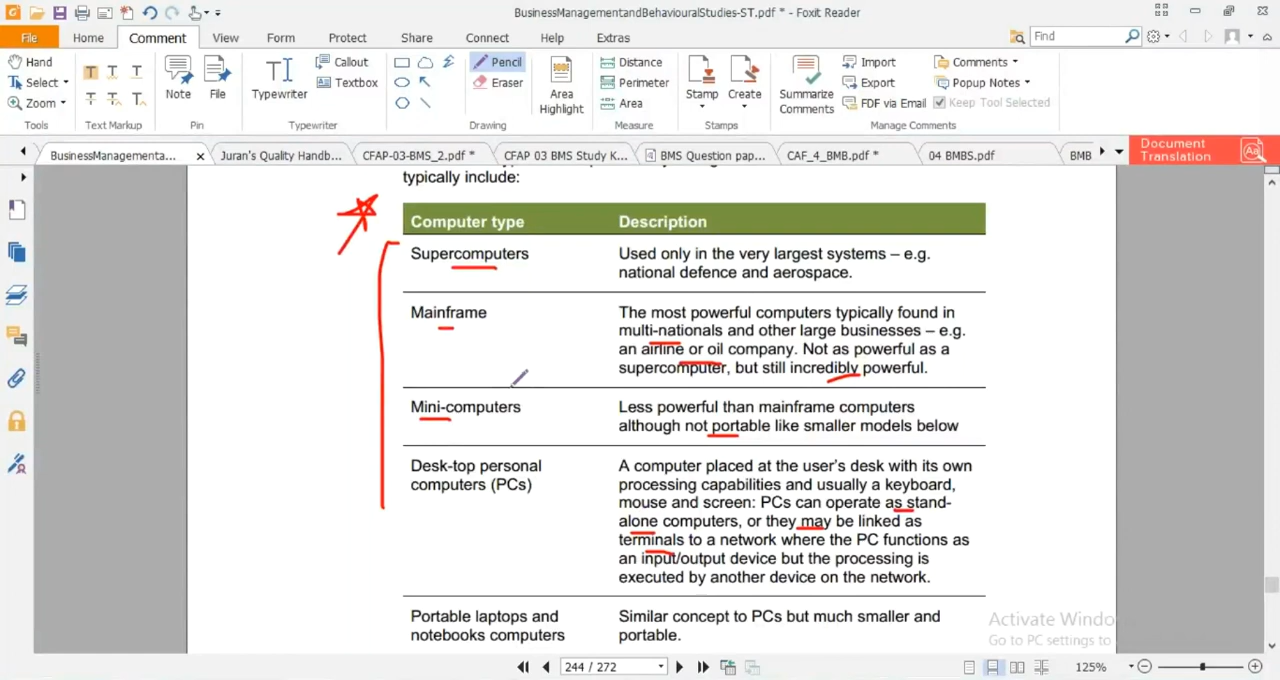 BusinessManagementandBehaviouralStudies-ST.pdf * - Foxit Reader
File Home Comment View Form Protect Share Connect Help Extras Find
Hand Select Zoom Tools
T T T T T T Text Markup
Note File Pin
Typewriter Callout Textbox Typewriter
Pencil Eraser Area Highlight Drawing
Distance Perimeter Area Measure
Stamp Create Stamps
Summarize Comments Import Export FDF via Email Comments Popup Notes Keep Tool Selected Manage Comments
BusinessManagementa... Juran's Quality Handb... CFAP-03-BMS_2.pdf * CFAP 03 BMS Study K... BMS Question pap... CAF_4_BMB.pdf * 04 BMBS.pdf BMB Document Translation
typically include:
Computer type Description
Supercomputers Used only in the very largest systems – e.g.
national defence and aerospace.
Mainframe The most powerful computers typically found in
multi-nationals and other large businesses – e.g.
an airline or oil company. Not as powerful as a
supercomputer, but still incredibly powerful.
Mini-computers Less powerful than mainframe computers
although not portable like smaller models below
Desk-top personal A computer placed at the user's desk with its own
computers (PCs) processing capabilities and usually a keyboard,
mouse and screen: PCs can operate as stand-
alone computers, or they may be linked as
terminals to a network where the PC functions as
an input/output device but the processing is
executed by another device on the network.
Portable laptops and Similar concept to PCs but much smaller and
notebooks computers portable.
Activate Windo
Go to PC settings to
244 / 272 125%